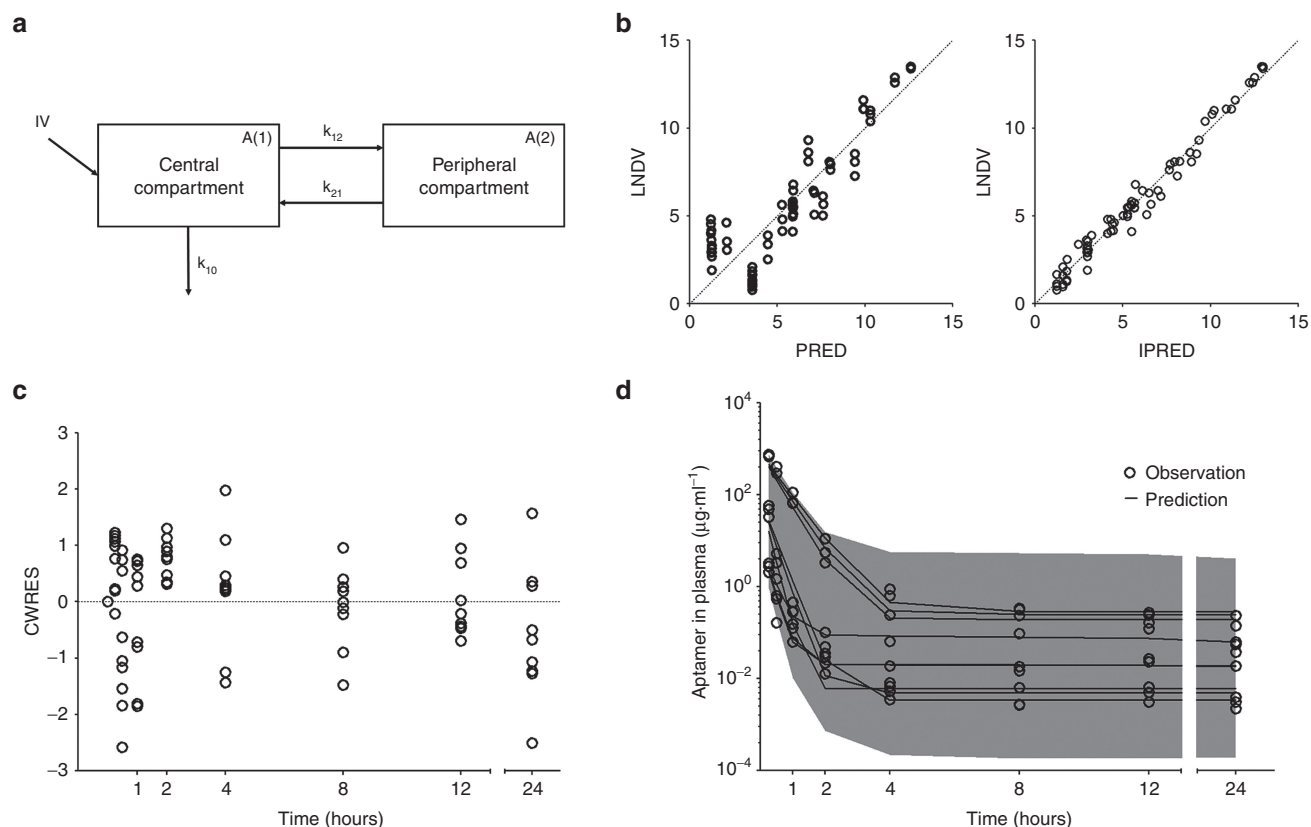 a
IV
A(1)
Central
compartment
k12
k21
A(2)
Peripheral
compartment
k10
b
15
10
5
0
LNDV
0
5
10
15
PRED
15
10
5
0
LNDV
0
5
10
15
IPRED
c
3
2
1
0
−1
−2
−3
CWRES
1
2
4
8
12
24
Time (hours)
d
10^4
10^2
10^0
10^−2
10^−4
Aptamer in plasma (µg·ml^−1)
Observation
Prediction
1
2
4
8
12
24
Time (hours)